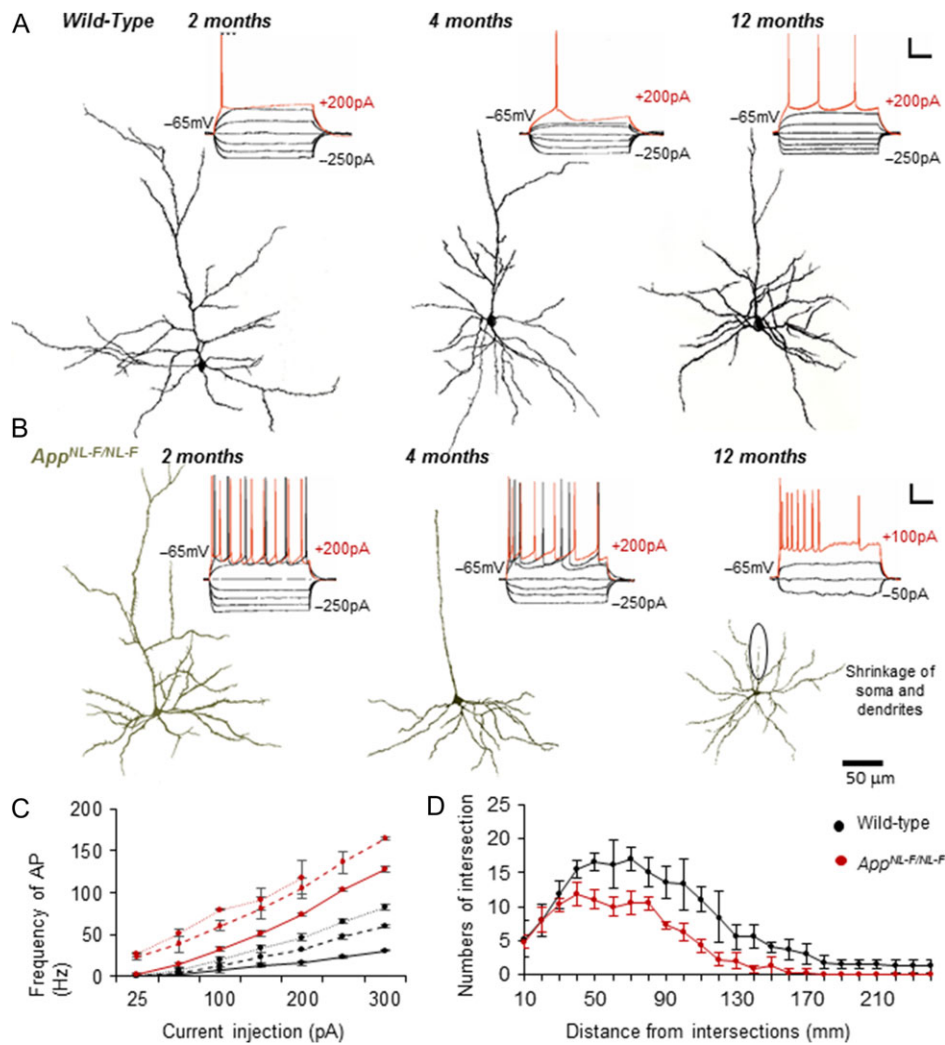 A
Wild-Type 2 months 4 months 12 months
+200pA +200pA +200pA
–65mV –65mV –65mV
–250pA –250pA –250pA
B
App^NL-F/NL-F 2 months 4 months 12 months
+200pA +200pA +100pA
–65mV –65mV –65mV
–250pA –250pA –50pA
Shrinkage of
soma and
dendrites
50 µm
C
Frequency of AP
(Hz)
200
150
100
50
0
25 100 200 300
Current injection (pA)
D
Numbers of intersection
25
20
15
10
5
0
10 50 90 130 170 210
Distance from intersections (mm)
Wild-type
App^NL-F/NL-F